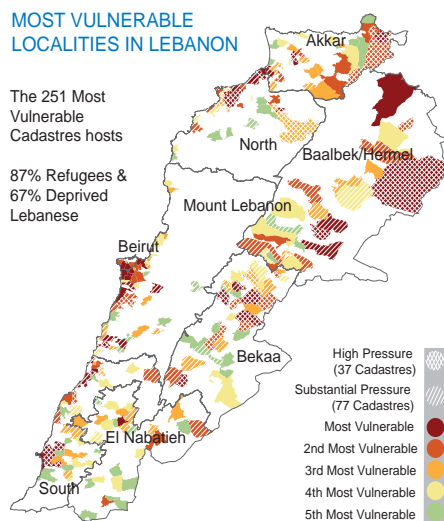 MOST VULNERABLE
LOCALITIES IN LEBANON
The 251 Most
Vulnerable
Cadastres hosts
87% Refugees &
67% Deprived
Lebanese
Akkar
North
Baalbek/Hermel
Mount Lebanon
Beirut
Bekaa
El Nabatieh
South
High Pressure
(37 Cadastres)
Substantial Pressure
(77 Cadastres)
Most Vulnerable
2nd Most Vulnerable
3rd Most Vulnerable
4th Most Vulnerable
5th Most Vulnerable